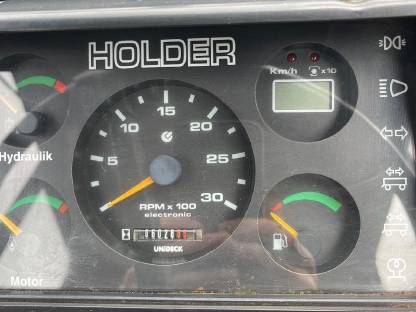 HOLDER
Km/h x10
5
10
15
20
25
30
RPM x 100
electronic
UNIDECK
Hydraulik
Motor